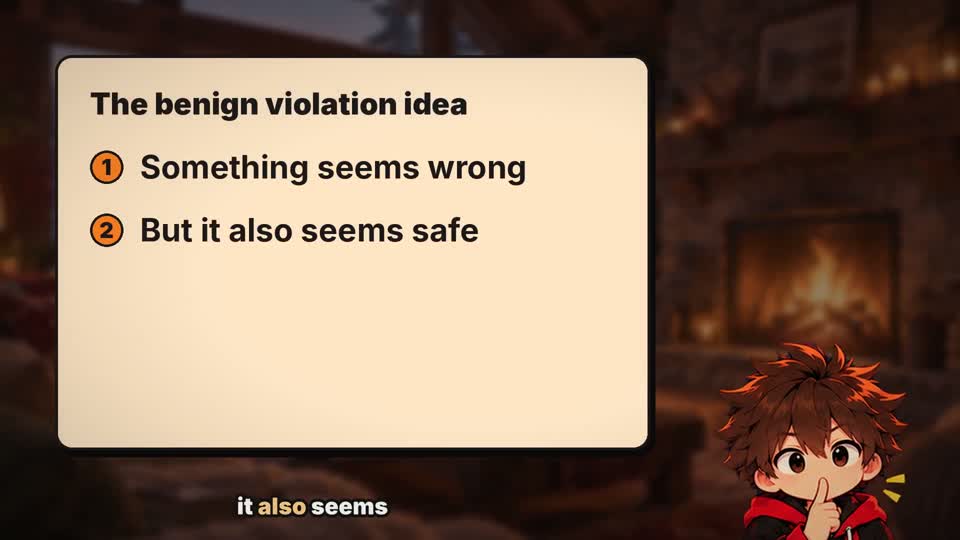 The benign violation idea
1 Something seems wrong
2 But it also seems safe
it also seems